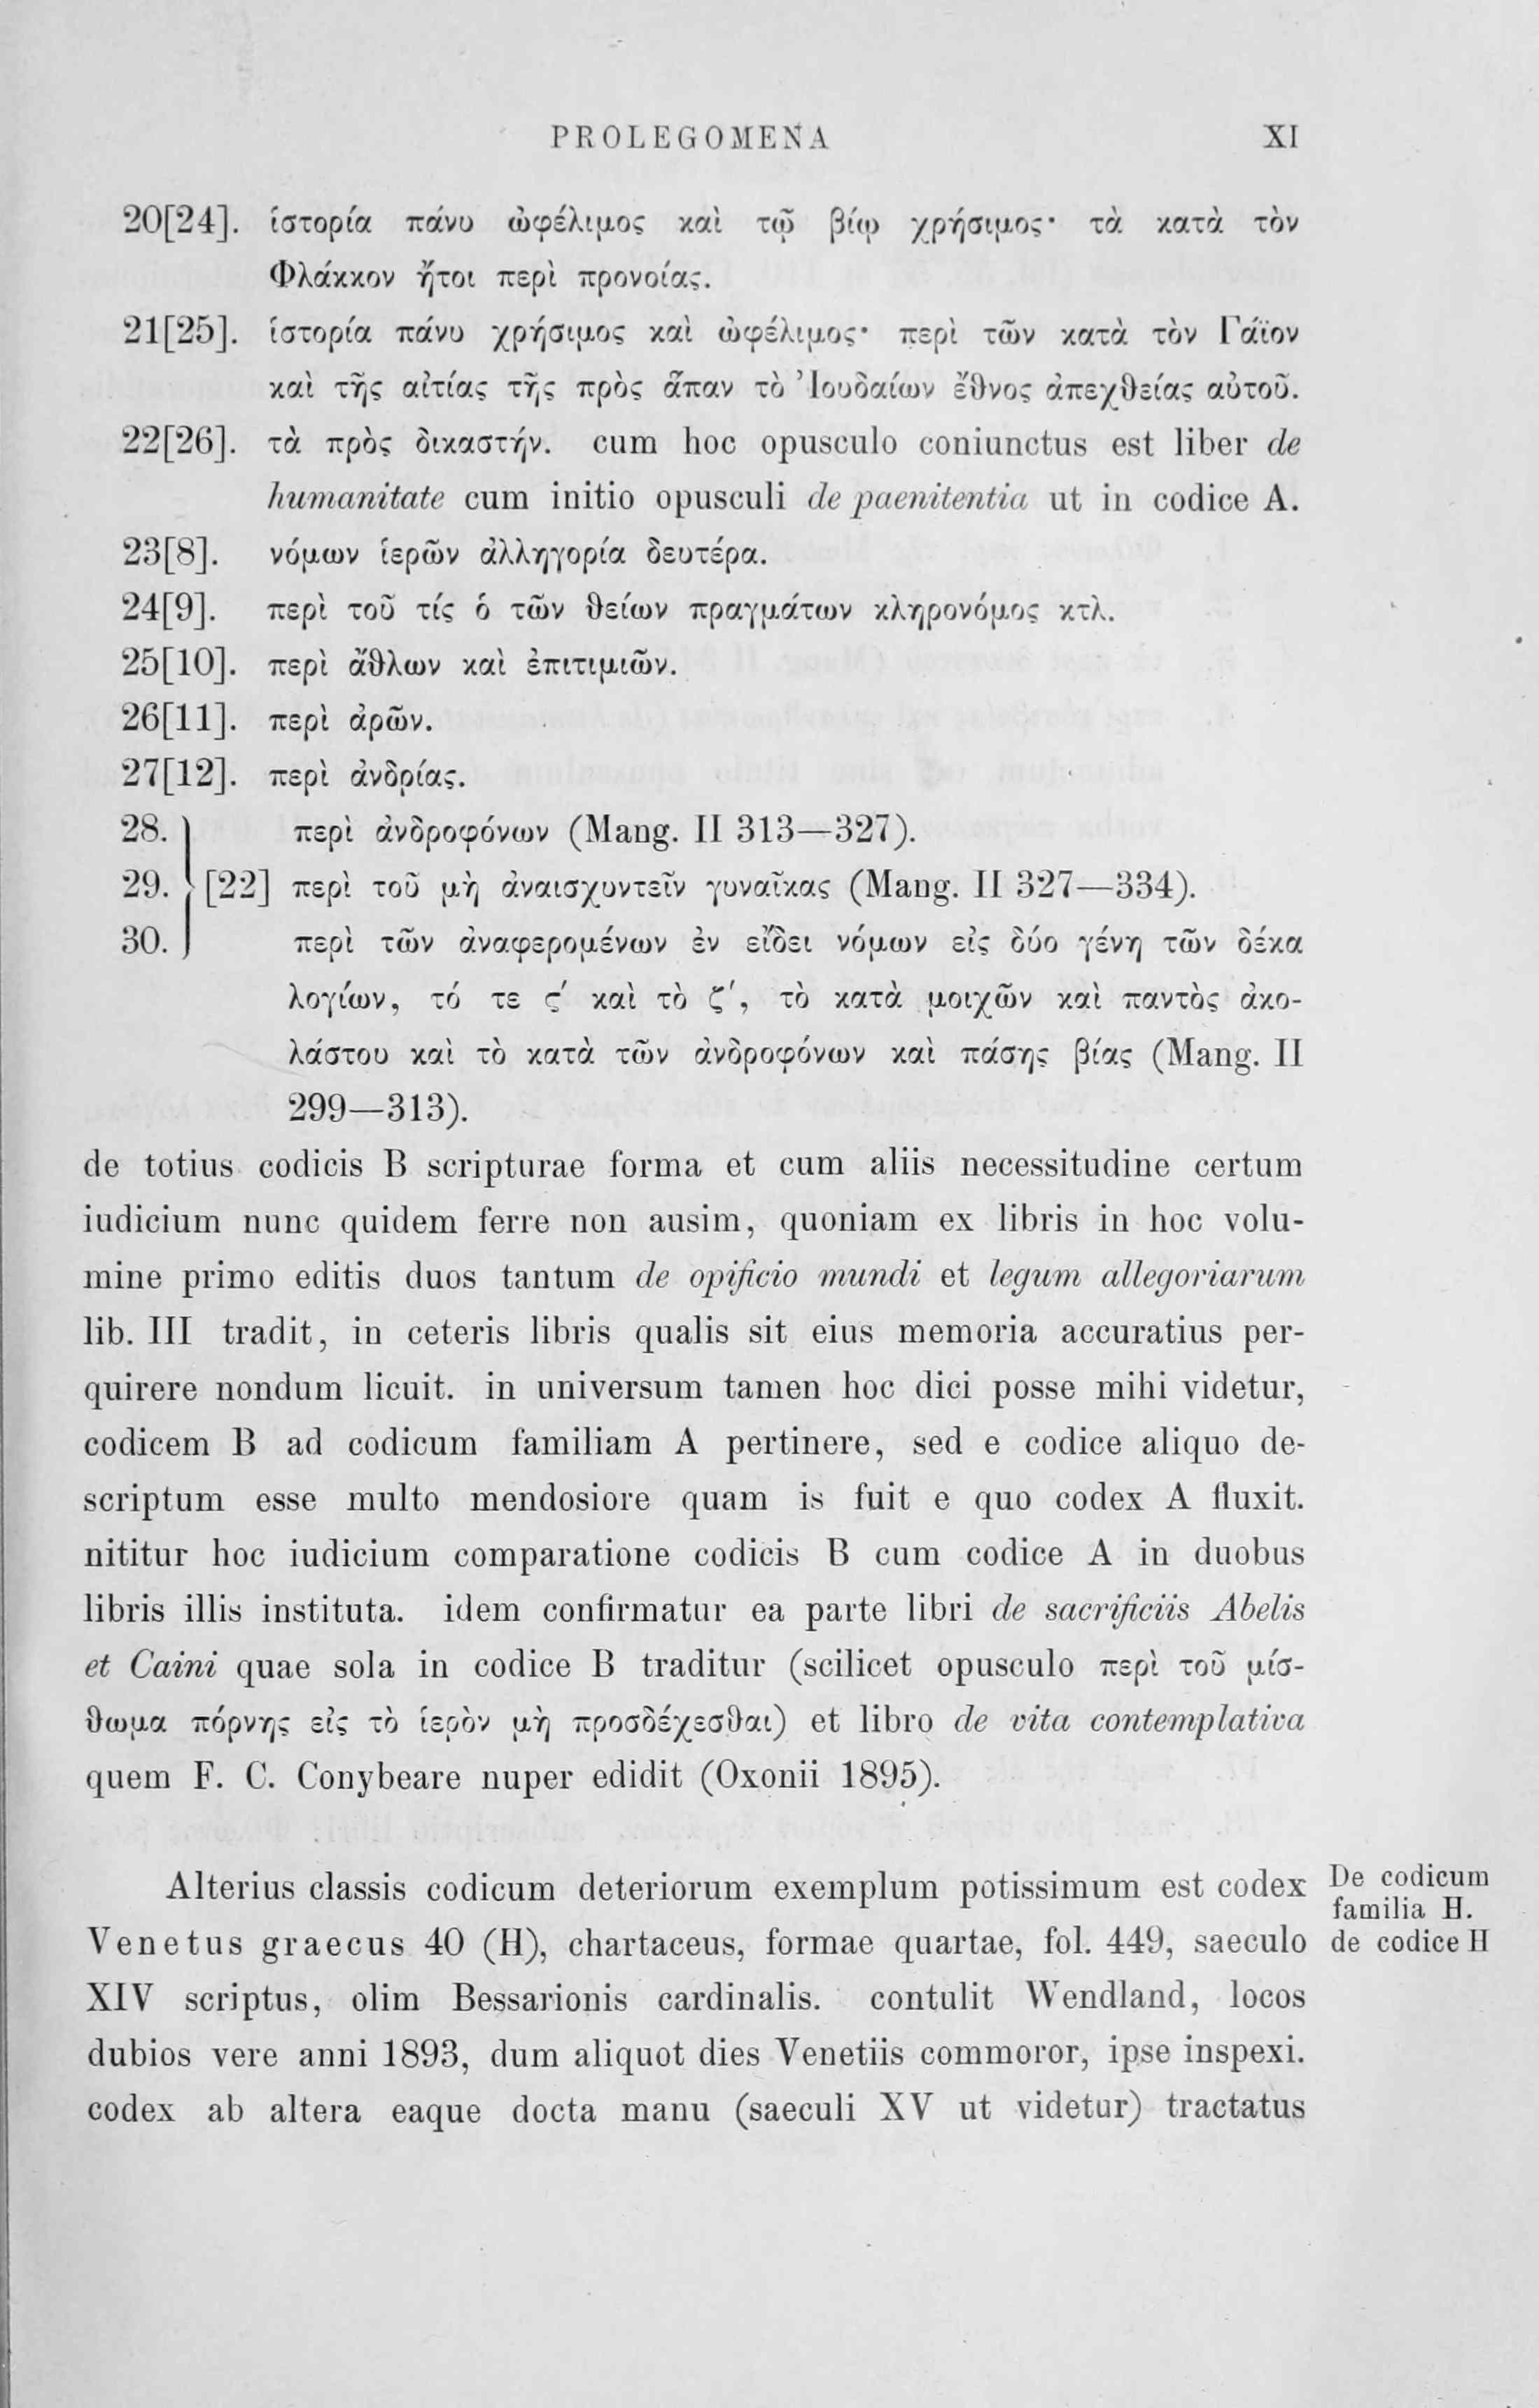 PROLEGOMENA XI
20[24]. ἱστορία πάνυ ὠφέλιμος καὶ τῷ βίῳ χρήσιμος· τὰ κατὰ τὸν
Φλάκκον ἤτοι περὶ προνοίας.
21[25]. ἱστορία πάνυ χρήσιμος καὶ ὠφέλιμος· περὶ τῶν κατὰ τὸν Γάϊον
καὶ τῆς αἰτίας τῆς πρὸς ἅπαν τὸ Ἰουδαίων ἔθνος ἀπεχθείας αὐτοῦ.
22[26]. τὰ πρὸς δικαστήν. cum hoc opusculo coniunctus est liber de
humanitate cum initio opusculi de paenitentia ut in codice A.
23[8]. νόμων ἱερῶν ἀλληγορία δευτέρα.
24[9]. περὶ τοῦ τίς ὁ τῶν θείων πραγμάτων κληρονόμος κτλ.
25[10]. περὶ ἄθλων καὶ ἐπιτιμιῶν.
26[11]. περὶ ἀρῶν.
27[12]. περὶ ἀνδρίας.
28. περὶ ἀνδροφόνων (Mang. II 313—327).
29. [22] περὶ τοῦ μὴ ἀναισχυντεῖν γυναῖκας (Mang. II 327—334).
30. περὶ τῶν ἀναφερομένων ἐν εἴδει νόμων εἰς δύο γένη τῶν δέκα
λογίων, τό τε ϛ′ καὶ τὸ ζ′, τὸ κατὰ μοιχῶν καὶ παντὸς ἀκο-
λάστου καὶ τὸ κατὰ τῶν ἀνδροφόνων καὶ πάσης βίας (Mang. II
299—313).
de totius codicis B scripturae forma et cum aliis necessitudine certum
iudicium nunc quidem ferre non ausim, quoniam ex libris in hoc volu-
mine primo editis duos tantum de opificio mundi et legum allegoriarum
lib. III tradit, in ceteris libris qualis sit eius memoria accuratius per-
quirere nondum licuit. in universum tamen hoc dici posse mihi videtur,
codicem B ad codicum familiam A pertinere, sed e codice aliquo de-
scriptum esse multo mendosiore quam is fuit e quo codex A fluxit.
nititur hoc iudicium comparatione codicis B cum codice A in duobus
libris illis instituta. idem confirmatur ea parte libri de sacrificiis Abelis
et Caini quae sola in codice B traditur (scilicet opusculo περὶ τοῦ μίσ-
θωμα πόρνης εἰς τὸ ἱερὸν μὴ προσδέχεσθαι) et libro de vita contemplativa
quem F. C. Conybeare nuper edidit (Oxonii 1895).
Alterius classis codicum deteriorum exemplum potissimum est codex
De codicum
familia H.
Venetus graecus 40 (H), chartaceus, formae quartae, fol. 449, saeculo
de codice H
XIV scriptus, olim Bessarionis cardinalis. contulit Wendland, locos
dubios vere anni 1893, dum aliquot dies Venetiis commoror, ipse inspexi.
codex ab altera eaque docta manu (saeculi XV ut videtur) tractatus